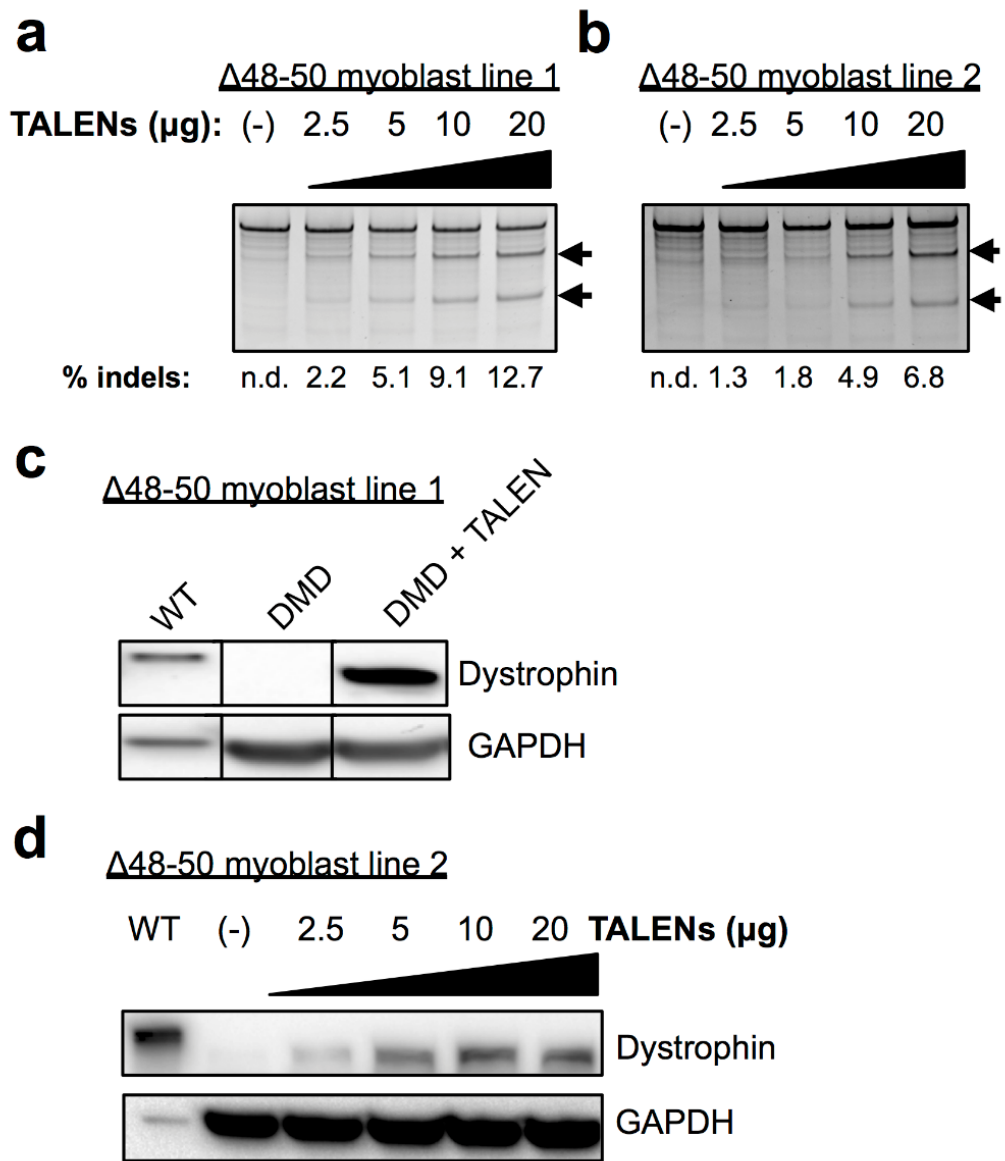 a
Δ48-50 myoblast line 1
TALENs (µg): (-) 2.5 5 10 20
% indels: n.d. 2.2 5.1 9.1 12.7
b
Δ48-50 myoblast line 2
(-) 2.5 5 10 20
n.d. 1.3 1.8 4.9 6.8
c
Δ48-50 myoblast line 1
WT DMD DMD + TALEN
Dystrophin
GAPDH
d
Δ48-50 myoblast line 2
WT (-) 2.5 5 10 20 TALENs (µg)
Dystrophin
GAPDH